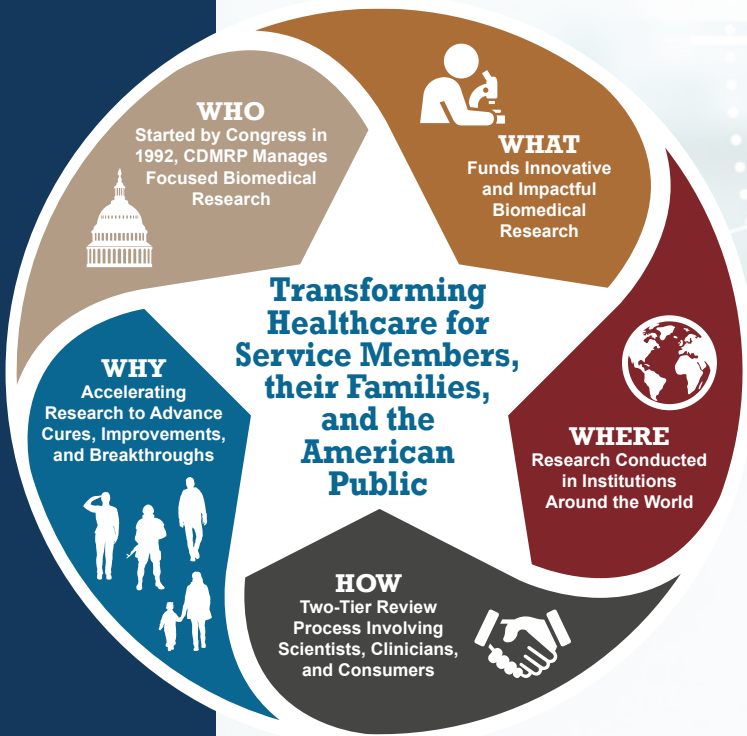 WHO
Started by Congress in
1992, CDMRP Manages
Focused Biomedical
Research
WHAT
Funds Innovative
and Impactful
Biomedical
Research
WHERE
Research Conducted
in Institutions
Around the World
HOW
Two-Tier Review
Process Involving
Scientists, Clinicians,
and Consumers
WHY
Accelerating
Research to Advance
Cures, Improvements,
and Breakthroughs
Transforming
Healthcare for
Service Members,
their Families,
and the
American
Public